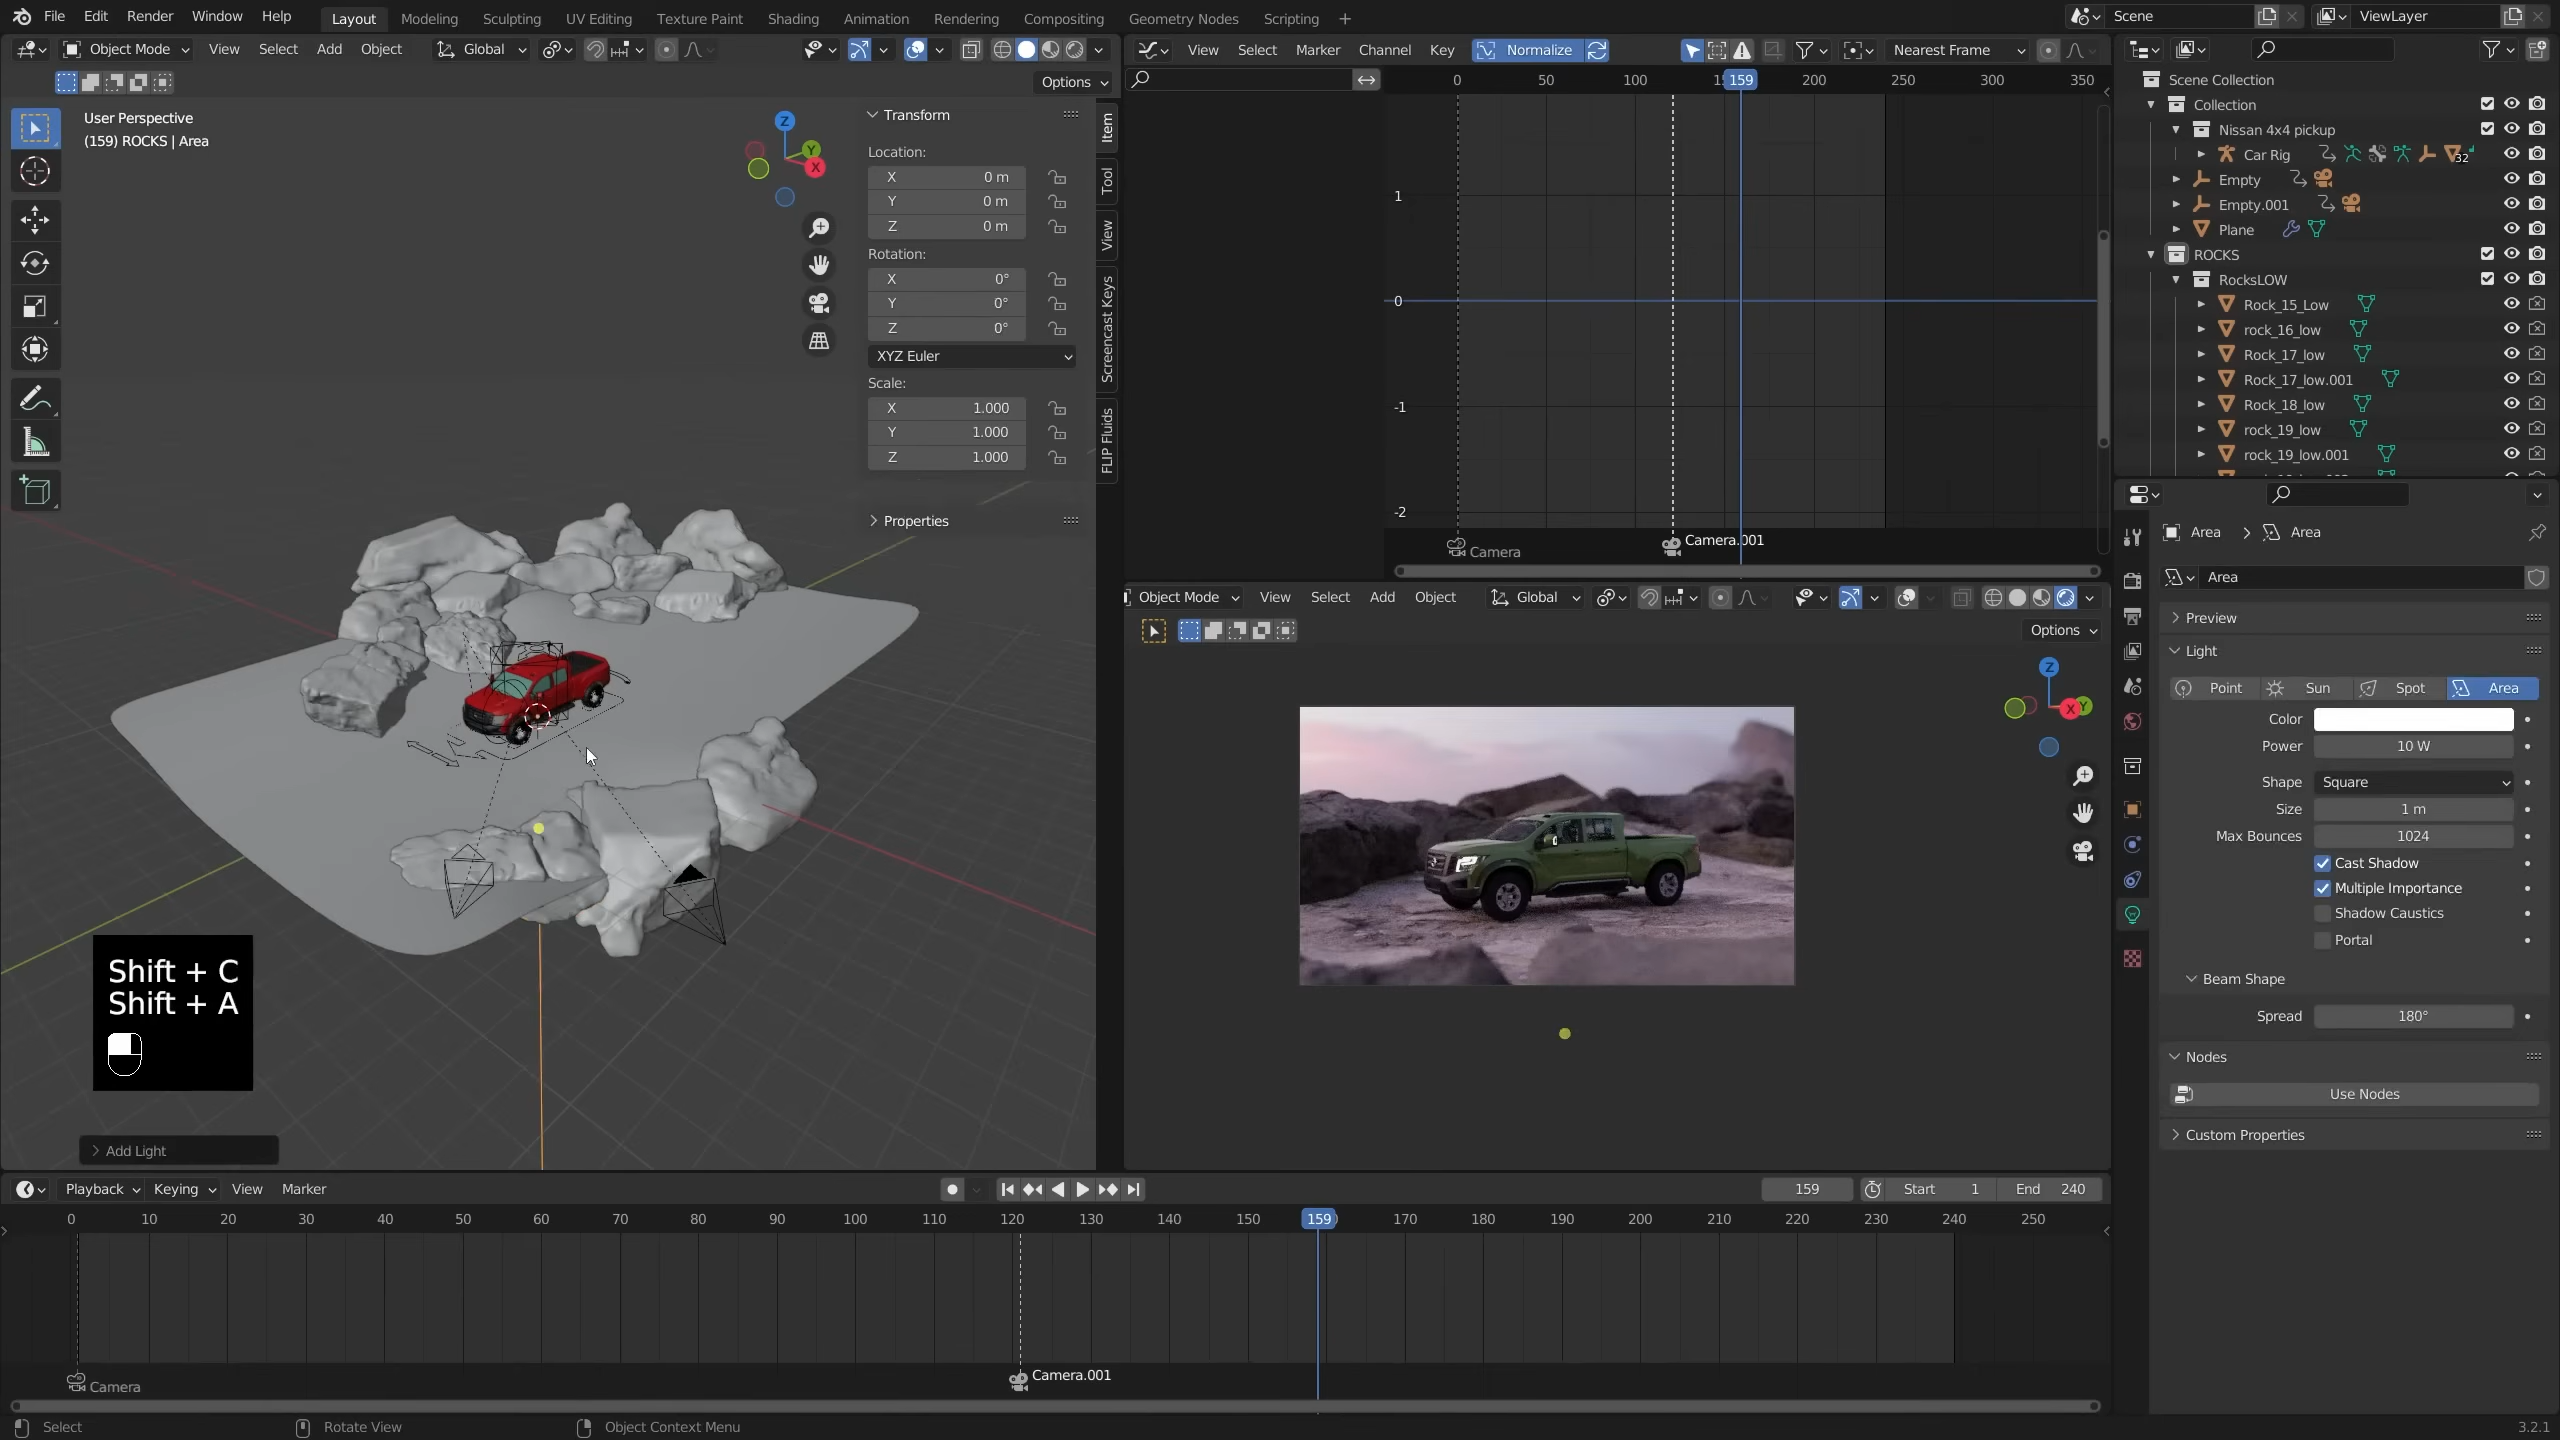 File Edit Render Window Help Layout Modeling Sculpting UV Editing Texture Paint Shading Animation Rendering Compositing Geometry Nodes Scripting + Scene ViewLayer
Object Mode View Select Add Object Global
Options
User Perspective
(159) ROCKS | Area
Z
Y
X
Transform
Location:
X 0 m
Y 0 m
Z 0 m
Rotation:
X 0°
Y 0°
Z 0°
XYZ Euler
Scale:
X 1.000
Y 1.000
Z 1.000
Properties
Item
Tool
View
Screencast Keys
FLIP Fluids
Shift + C
Shift + A
Add Light
View Select Marker Channel Key Normalize Nearest Frame
0 50 100 159 200 250 300 350
1
0
-1
-2
Camera
Camera.001
Object Mode View Select Add Object Global
Options
Z
X
Y
Scene Collection
Collection
Nissan 4x4 pickup
Car Rig 32
Empty
Empty.001
Plane
ROCKS
RocksLOW
Rock_15_Low
rock_16_low
Rock_17_low
Rock_17_low.001
Rock_18_low
rock_19_low
rock_19_low.001
Area > Area
Area
Preview
Light
Point Sun Spot Area
Color
Power 10 W
Shape Square
Size 1 m
Max Bounces 1024
Cast Shadow
Multiple Importance
Shadow Caustics
Portal
Beam Shape
Spread 180°
Nodes
Use Nodes
Custom Properties
Playback Keying View Marker 159 Start 1 End 240
0 10 20 30 40 50 60 70 80 90 100 110 120 130 140 150 159 170 180 190 200 210 220 230 240 250
Camera
Camera.001
Select Rotate View Object Context Menu 3.2.1